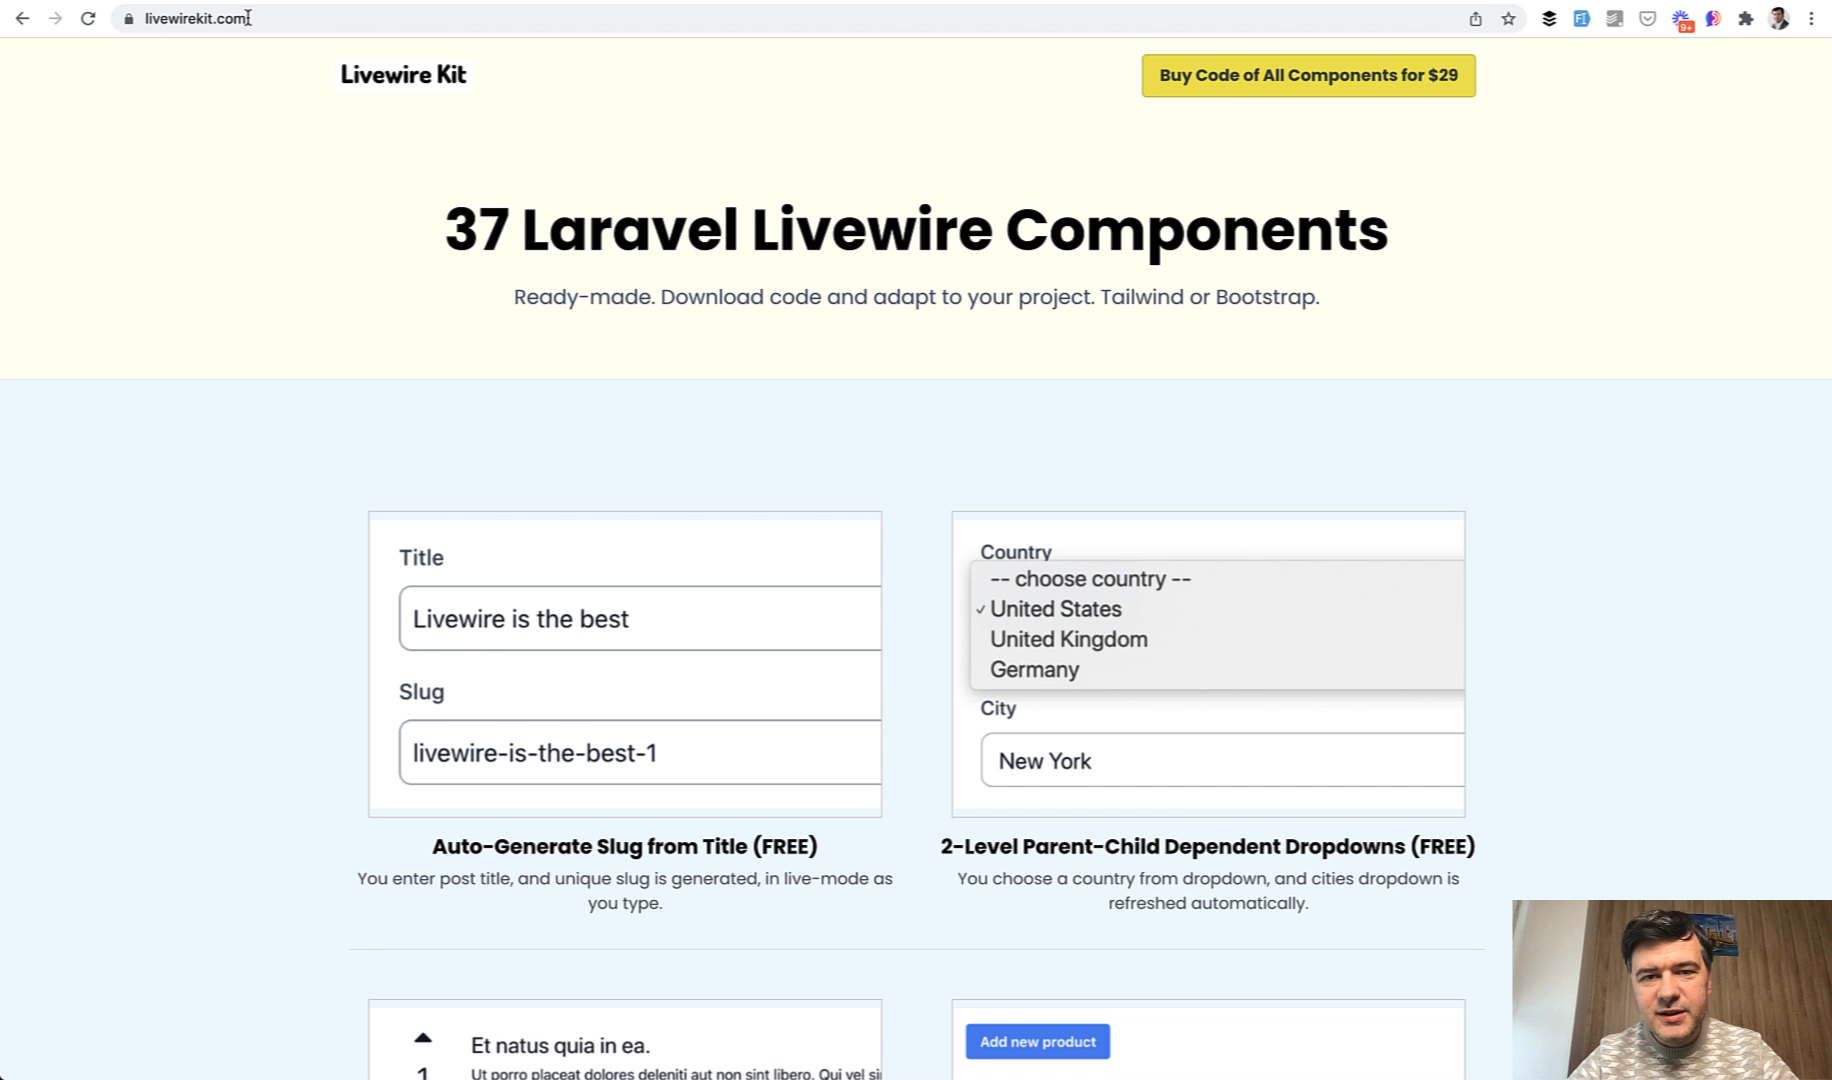 livewirekit.com
9+
Livewire Kit
Buy Code of All Components for $29
37 Laravel Livewire Components
Ready-made. Download code and adapt to your project. Tailwind or Bootstrap.
Title
Livewire is the best
Slug
livewire-is-the-best-1
Auto-Generate Slug from Title (FREE)
You enter post title, and unique slug is generated, in live-mode as
you type.
Country
-- choose country --
✓ United States
United Kingdom
Germany
City
New York
2-Level Parent-Child Dependent Dropdowns (FREE)
You choose a country from dropdown, and cities dropdown is
refreshed automatically.
Et natus quia in ea.
1
Ut porro placeat dolores deleniti aut non sint libero. Qui vel
Add new product